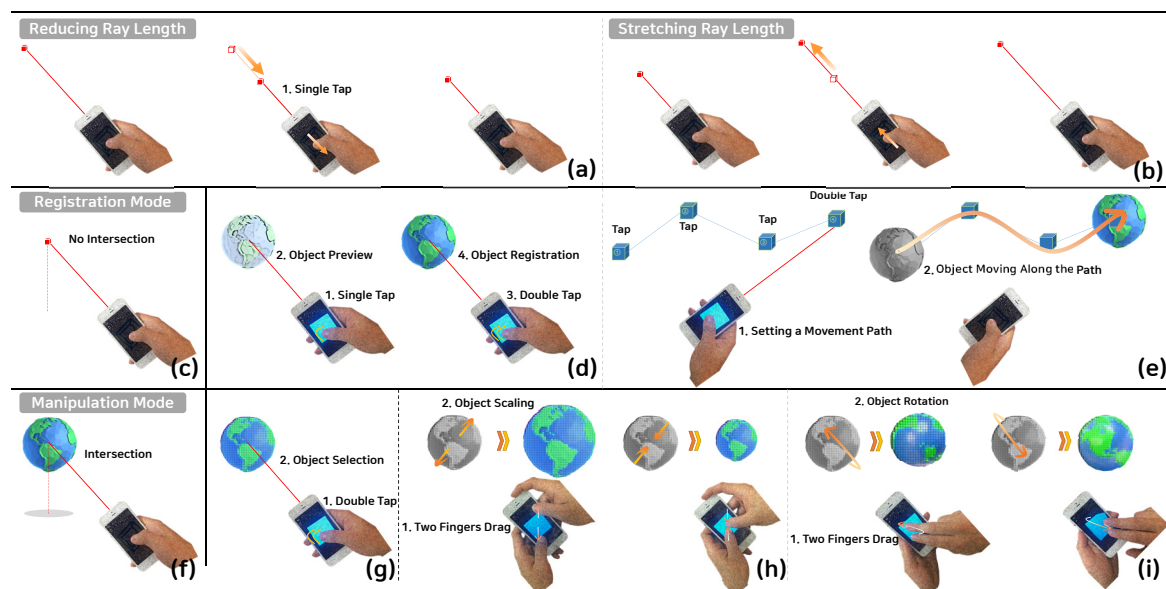 Reducing Ray Length
1. Single Tap
(a)
Stretching Ray Length
(b)
Registration Mode
No Intersection
(c)
2. Object Preview
1. Single Tap
4. Object Registration
3. Double Tap
(d)
Tap
Tap
Tap
Double Tap
1. Setting a Movement Path
2. Object Moving Along the Path
(e)
Manipulation Mode
Intersection
(f)
2. Object Selection
1. Double Tap
(g)
2. Object Scaling
1. Two Fingers Drag
(h)
2. Object Rotation
1. Two Fingers Drag
(i)